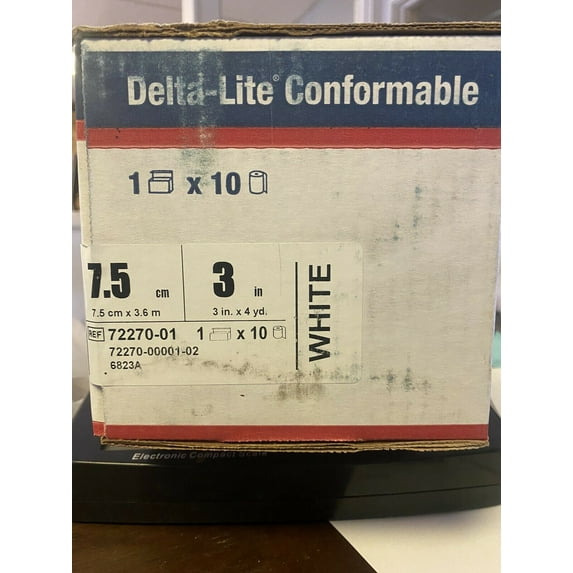 Delta-Lite® Conformable
1 x 10
7.5 cm
3 in
7.5 cm x 3.6 m
3 in. x 4 yd.
REF 72270-01 1 x 10
72270-00001-02
6823A
WHITE
Electronic Compact Scale